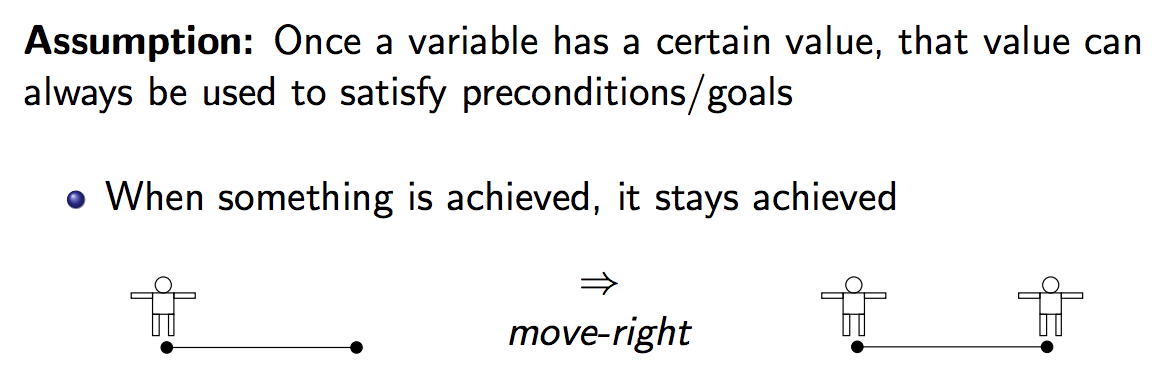 Assumption: Once a variable has a certain value, that value can
always be used to satisfy preconditions/goals
When something is achieved, it stays achieved
⇒
move-right